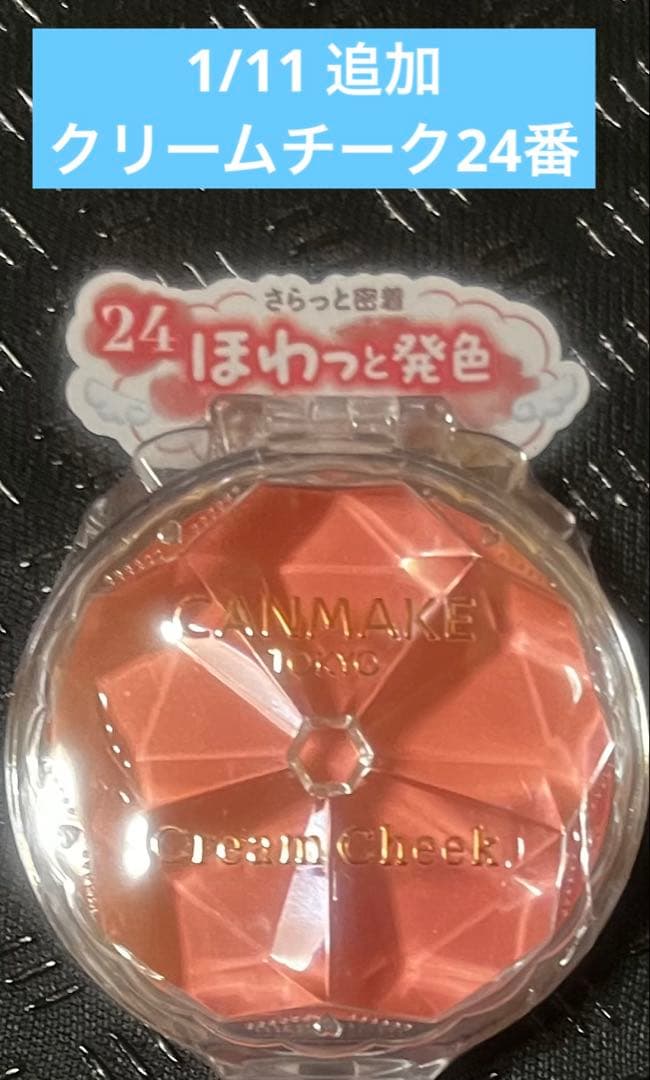 1/11 追加
クリームチーク24番
さらっと密着
24 ほわっと発色
CANMAKE
TOKYO
Cream Cheek